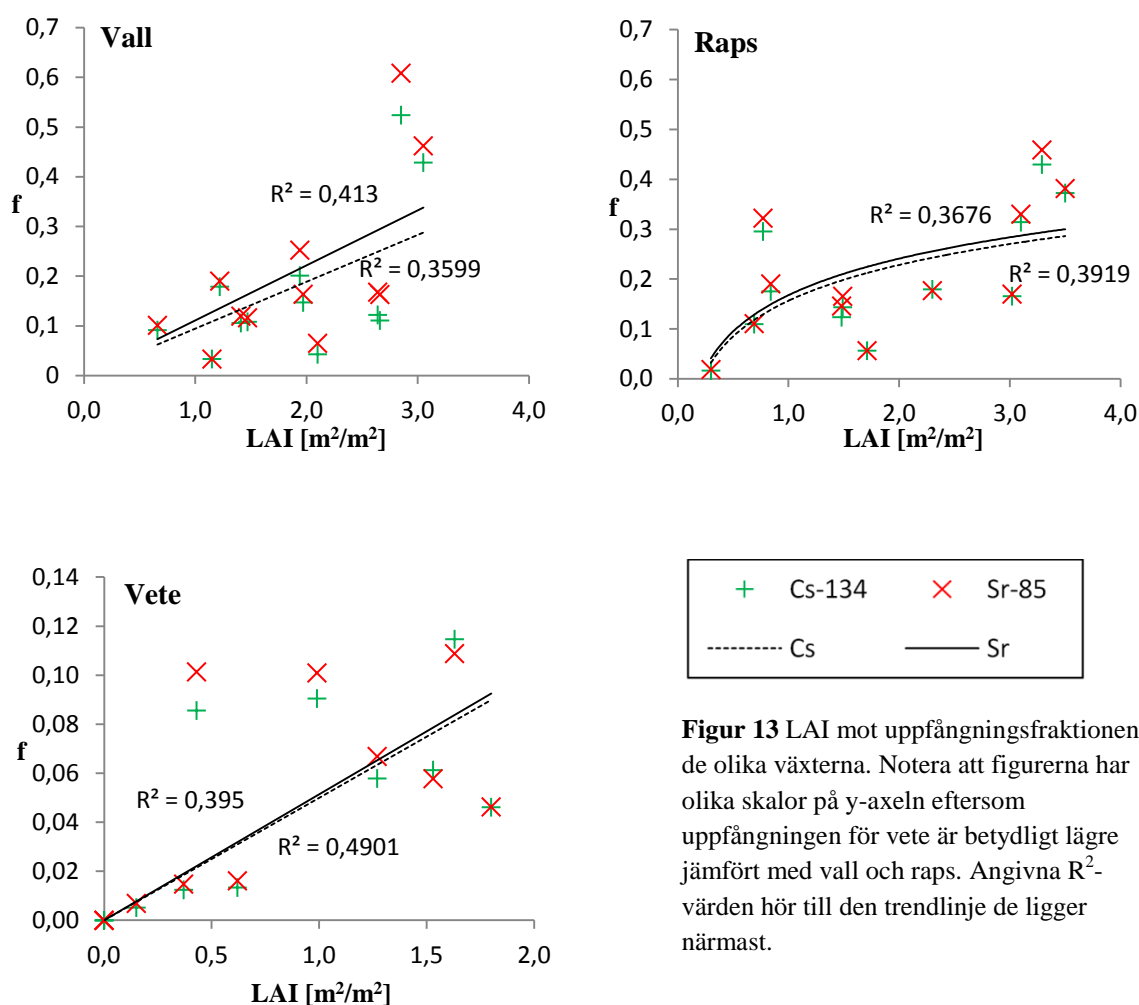 Vall
0,7
0,6
0,5
0,4
0,3
0,2
0,1
0
f
R² = 0,413
R² = 0,3599
0,0 1,0 2,0 3,0 4,0
LAI [m²/m²]
Raps
0,7
0,6
0,5
0,4
0,3
0,2
0,1
0,0
f
R² = 0,3676
R² = 0,3919
0,0 1,0 2,0 3,0 4,0
LAI [m²/m²]
Vete
0,14
0,12
0,10
0,08
0,06
0,04
0,02
0,00
f
R² = 0,395
R² = 0,4901
0,0 0,5 1,0 1,5 2,0
LAI [m²/m²]
Cs-134 Sr-85
Cs Sr
Figur 13 LAI mot uppfångningsfraktionen
de olika växterna. Notera att figurerna har
olika skalor på y-axeln eftersom
uppfångningen för vete är betydligt lägre
jämfört med vall och raps. Angivna R²-
värden hör till den trendlinje de ligger
närmast.